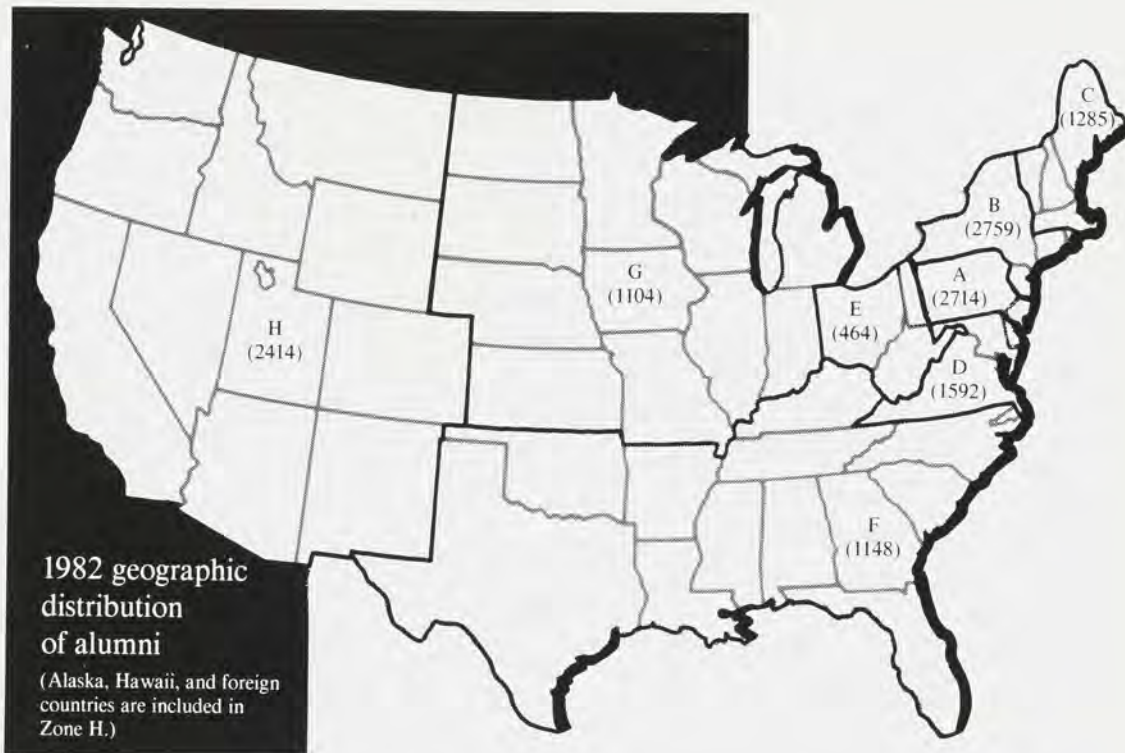 C
(1285)
B
(2759)
A
(2714)
G
(1104)
E
(464)
H
(2414)
D
(1592)
F
(1148)
1982 geographic
distribution
of alumni
(Alaska, Hawaii, and foreign
countries are included in
Zone H.)